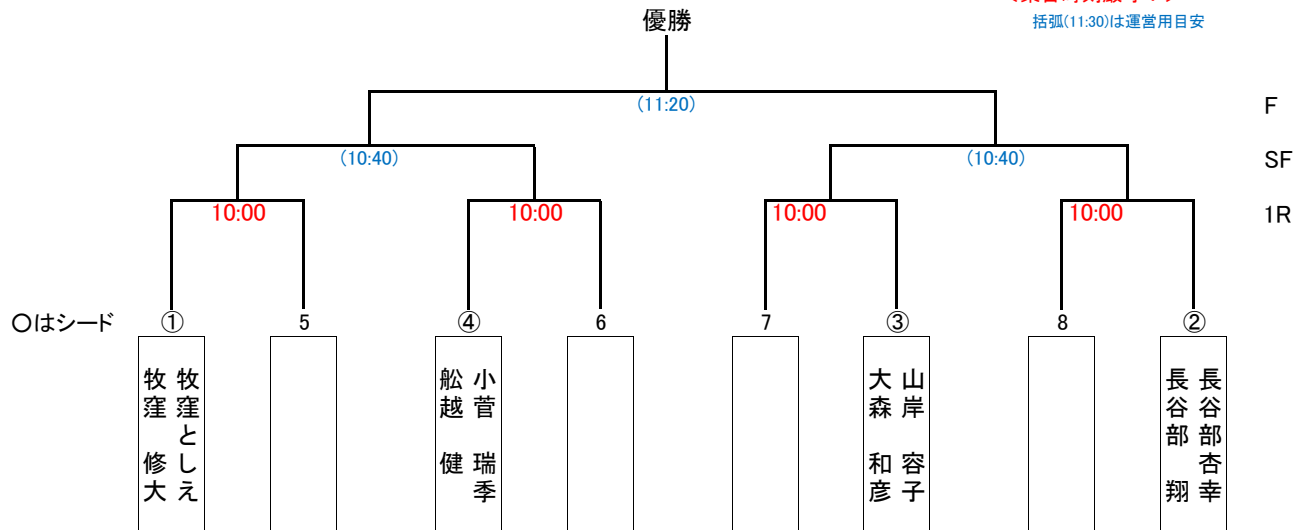 優勝
括弧(11:30)は運営用目安
(11:20)
F
(10:40)
(10:40)
SF
10:00
10:00
10:00
10:00
1R
○はシード
①
5
④
6
7
③
8
②
牧窪としえ
牧窪 修大
小菅 瑞季
舩越 健
山岸 容子
大森 和彦
長谷部杏幸
長谷部 翔